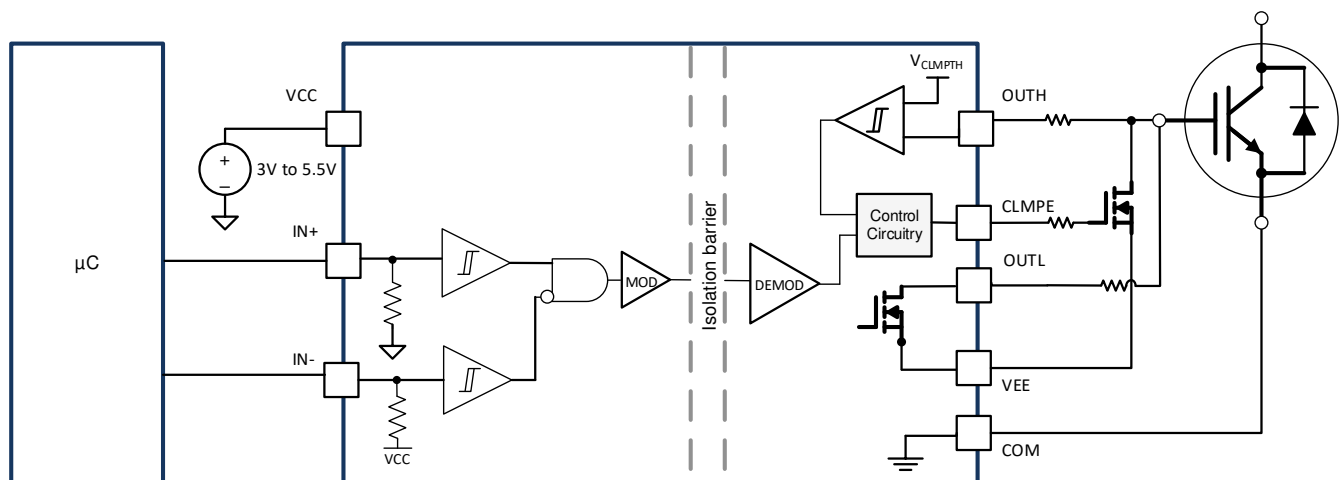 V_CLMPTH
VCC
OUTH
+
−
3V to 5.5V
CLMPE
Control
Circuitry
IN+
µC
OUTL
MOD
Isolation barrier
DEMOD
IN-
VEE
COM
VCC